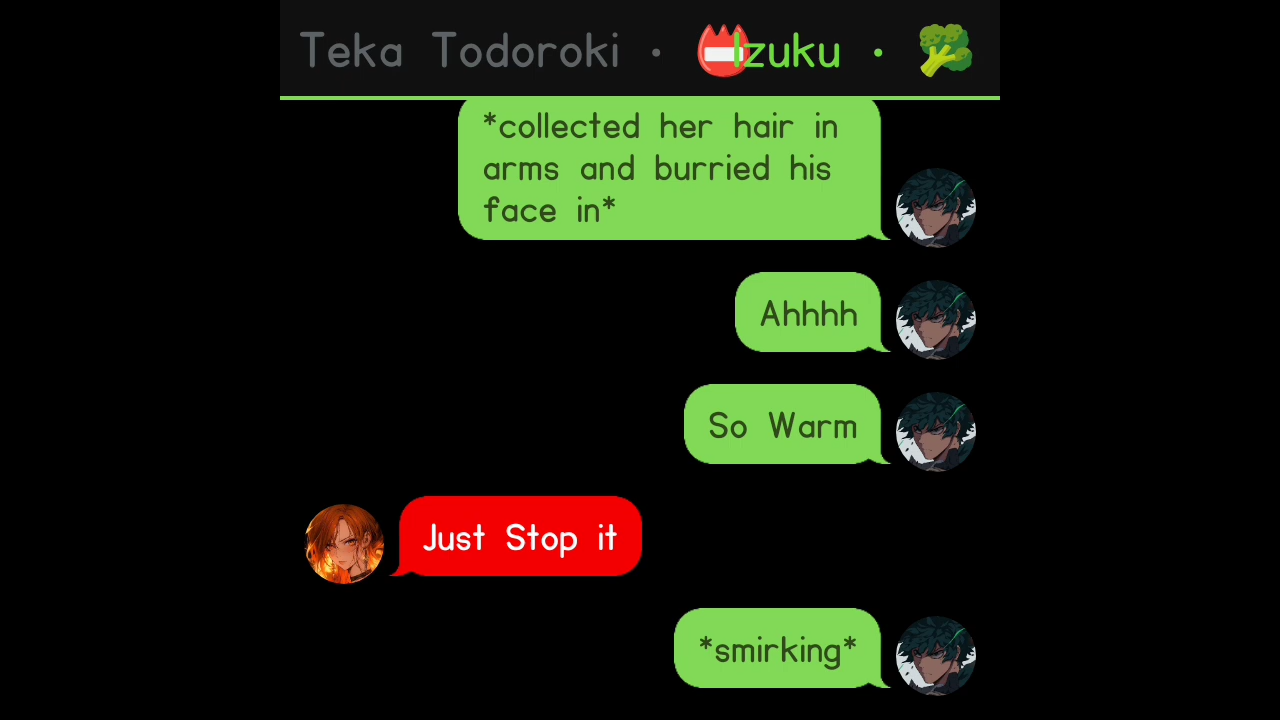 Teka Todoroki · Izuku ·
*collected her hair in
arms and burried his
face in*
Ahhhh
So Warm
Just Stop it
*smirking*